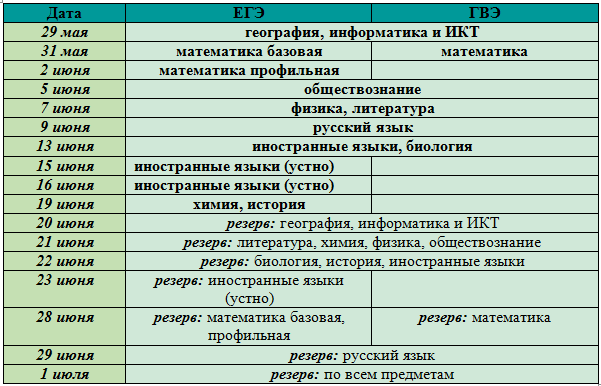 Дата ЕГЭ ГВЭ
29 мая география, информатика и ИКТ
31 мая математика базовая математика
2 июня математика профильная
5 июня обществознание
7 июня физика, литература
9 июня русский язык
13 июня иностранные языки, биология
15 июня иностранные языки (устно)
16 июня иностранные языки (устно)
19 июня химия, история
20 июня резерв: география, информатика и ИКТ
21 июня резерв: литература, химия, физика, обществознание
22 июня резерв: биология, история, иностранные языки
23 июня резерв: иностранные языки
(устно)
28 июня резерв: математика базовая, резерв: математика
профильная
29 июня резерв: русский язык
1 июля резерв: по всем предметам